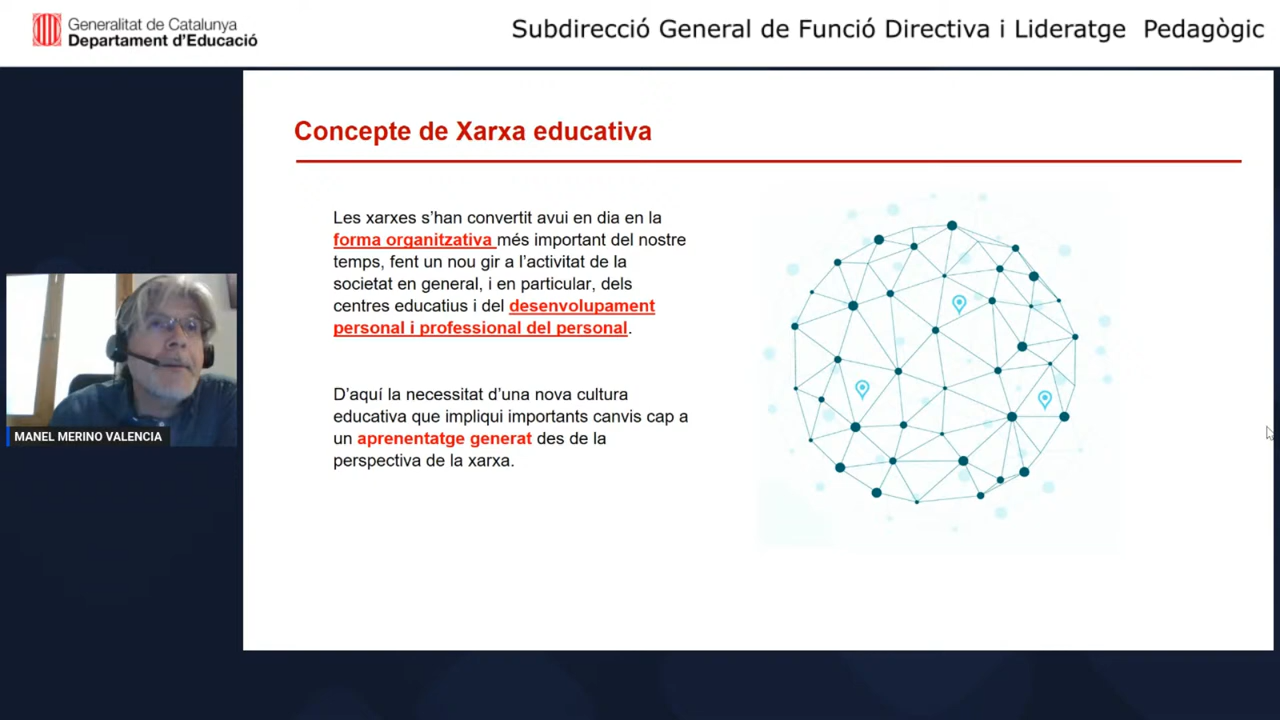 Generalitat de Catalunya
Departament d'Educació
Subdirecció General de Funció Directiva i Lideratge Pedagògic
Concepte de Xarxa educativa
Les xarxes s'han convertit avui en dia en la
forma organitzativa més important del nostre
temps, fent un nou gir a l'activitat de la
societat en general, i en particular, dels
centres educatius i del desenvolupament
personal i professional del personal.
D'aquí la necessitat d'una nova cultura
educativa que impliqui importants canvis cap a
un aprenentatge generat des de la
perspectiva de la xarxa.
MANEL MERINO VALENCIA